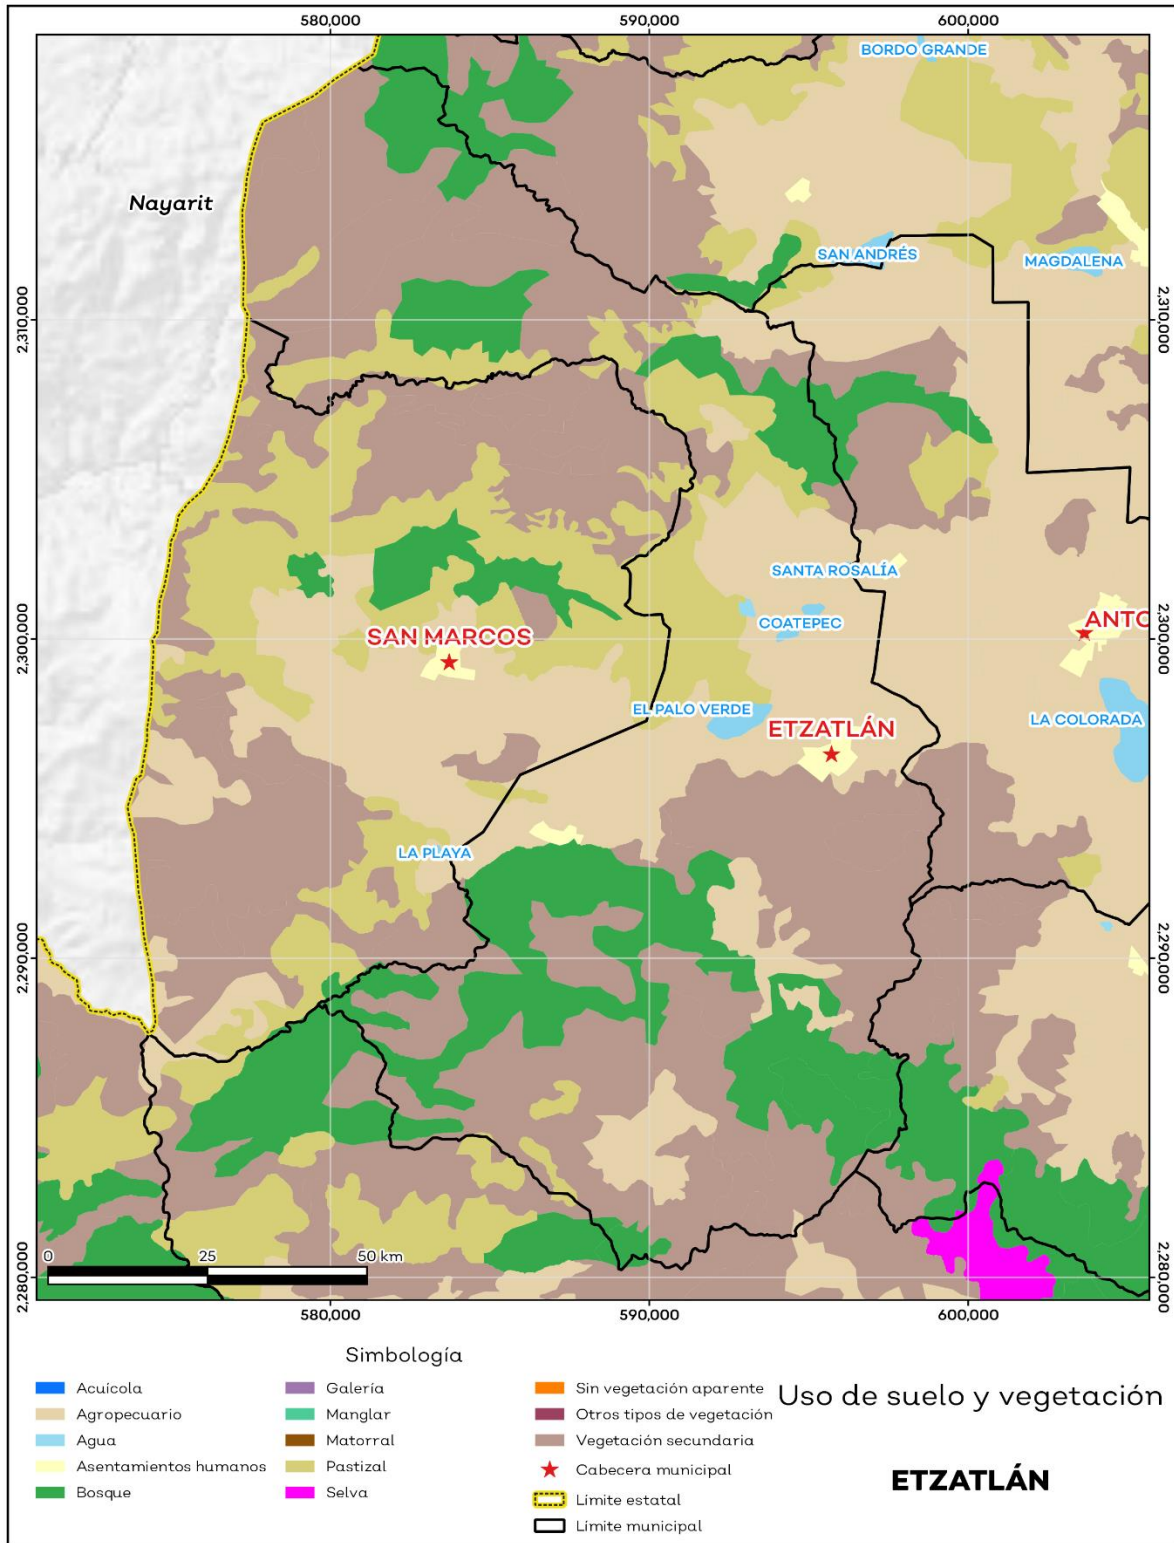 580,000
590,000
600,000
BORDO GRANDE
Nayarit
SAN ANDRÉS
MAGDALENA
2,310,000
2,310,000
SANTA ROSALÍA
COATEPEC
ANTO
SAN MARCOS
2,300,000
2,300,000
EL PALO VERDE
LA COLORADA
ETZATLÁN
LA PLAYA
2,290,000
2,290,000
0
25
50 km
2,280,000
2,280,000
580,000
590,000
600,000
Simbología
Acuícola
Agropecuario
Agua
Asentamientos humanos
Bosque
Galería
Manglar
Matorral
Pastizal
Selva
Sin vegetación aparente
Otros tipos de vegetación
Vegetación secundaria
Cabecera municipal
Límite estatal
Límite municipal
Uso de suelo y vegetación
ETZATLÁN